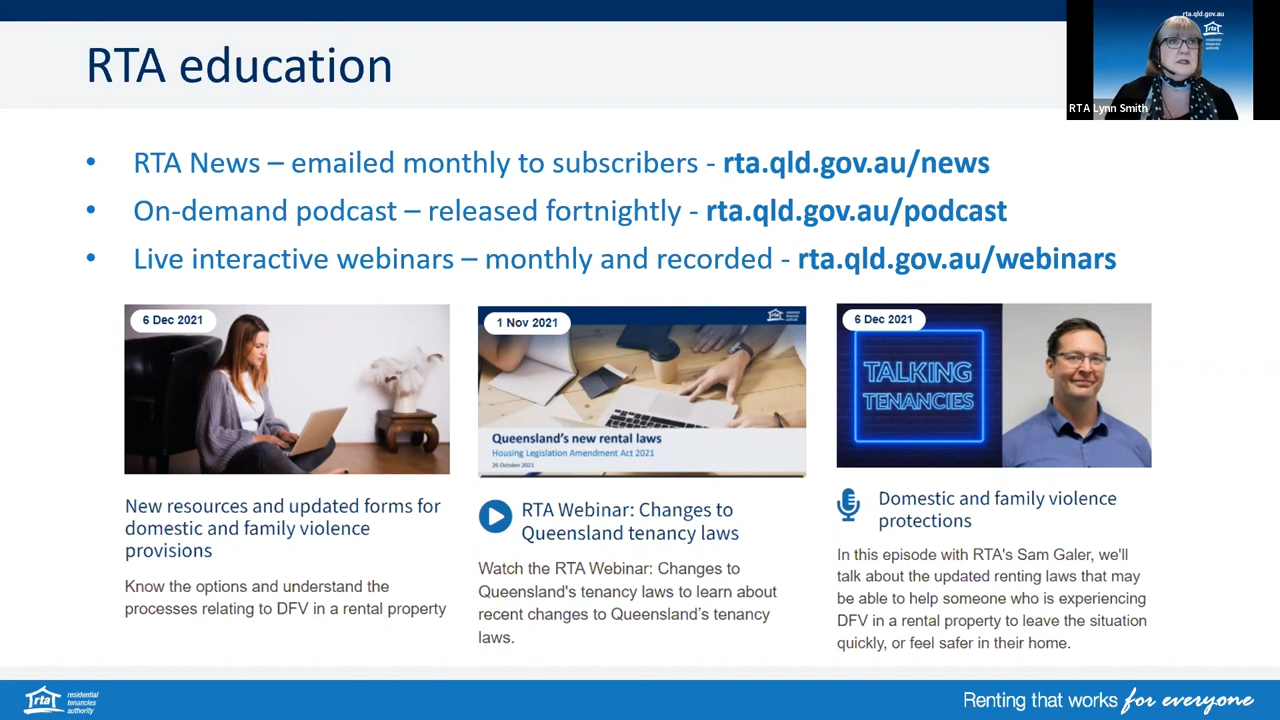 RTA education
rta.qld.gov.au
rta
residential
tenancies
authority
RTA Lynn Smith
• RTA News – emailed monthly to subscribers - rta.qld.gov.au/news
• On-demand podcast – released fortnightly - rta.qld.gov.au/podcast
• Live interactive webinars – monthly and recorded - rta.qld.gov.au/webinars
6 Dec 2021
New resources and updated forms for
domestic and family violence
provisions
Know the options and understand the
processes relating to DFV in a rental property
1 Nov 2021
rta
residential
tenancies
authority
Queensland's new rental laws
Housing Legislation Amendment Act 2021
26 October 2021
RTA Webinar: Changes to
Queensland tenancy laws
Watch the RTA Webinar: Changes to
Queensland's tenancy laws to learn about
recent changes to Queensland's tenancy
laws.
6 Dec 2021
TALKING
TENANCIES
Domestic and family violence
protections
In this episode with RTA's Sam Galer, we'll
talk about the updated renting laws that may
be able to help someone who is experiencing
DFV in a rental property to leave the situation
quickly, or feel safer in their home.
rta
residential
tenancies
authority
Renting that works for everyone